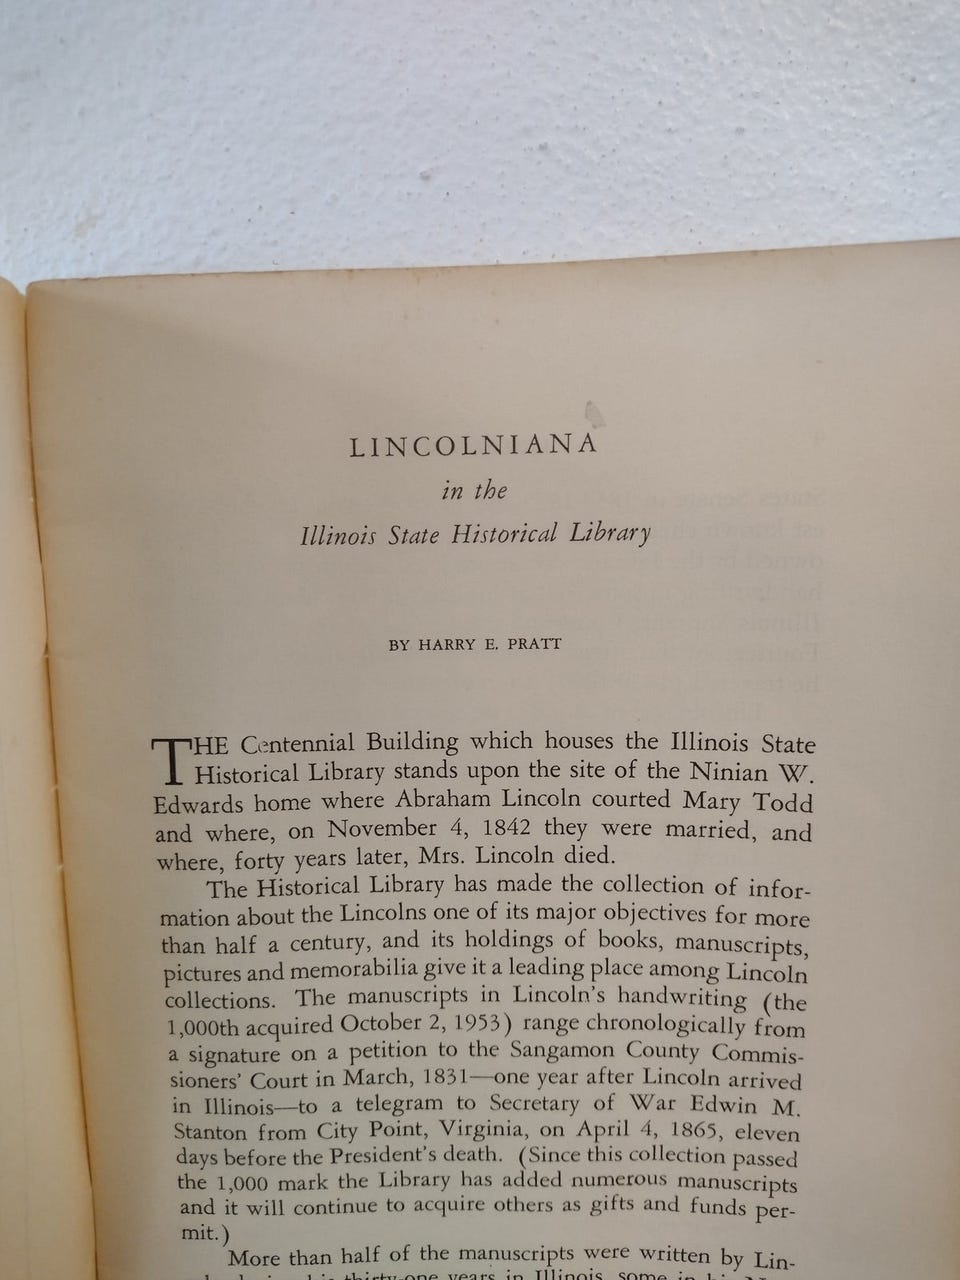 LINCOLNIANA
in the
Illinois State Historical Library
BY HARRY E. PRATT
THE Centennial Building which houses the Illinois State
Historical Library stands upon the site of the Ninian W.
Edwards home where Abraham Lincoln courted Mary Todd
and where, on November 4, 1842 they were married, and
where, forty years later, Mrs. Lincoln died.
The Historical Library has made the collection of infor-
mation about the Lincolns one of its major objectives for more
than half a century, and its holdings of books, manuscripts,
pictures and memorabilia give it a leading place among Lincoln
collections. The manuscripts in Lincoln's handwriting (the
1,000th acquired October 2, 1953) range chronologically from
a signature on a petition to the Sangamon County Commis-
sioners' Court in March, 1831—one year after Lincoln arrived
in Illinois—to a telegram to Secretary of War Edwin M.
Stanton from City Point, Virginia, on April 4, 1865, eleven
days before the President's death. (Since this collection passed
the 1,000 mark the Library has added numerous manuscripts
and it will continue to acquire others as gifts and funds per-
mit.)
More than half of the manuscripts were written by Lin-
thirty-one years in Illinois, some in